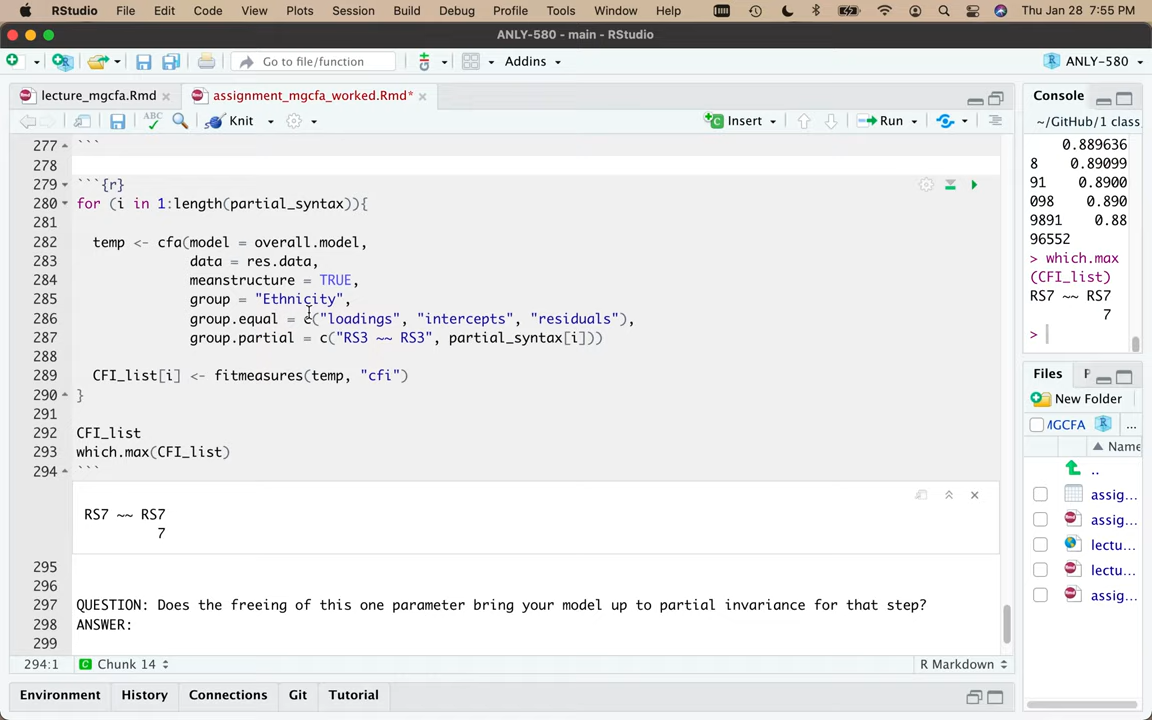 RStudio File Edit Code View Plots Session Build Debug Profile Tools Window Help Thu Jan 28 7:55 PM
ANLY-580 - main - RStudio
Go to file/function Addins ANLY-580
lecture_mgcfa.Rmd assignment_mgcfa_worked.Rmd*
ABC Knit Insert Run
277 ```
278
279 ```{r}
280 for (i in 1:length(partial_syntax)){
281
282 temp <- cfa(model = overall.model,
283 data = res.data,
284 meanstructure = TRUE,
285 group = "Ethnicity",
286 group.equal = c("loadings", "intercepts", "residuals"),
287 group.partial = c("RS3 ~~ RS3", partial_syntax[i]))
288
289 CFI_list[i] <- fitmeasures(temp, "cfi")
290 }
291
292 CFI_list
293 which.max(CFI_list)
294 ```
RS7 ~~ RS7
7
295
296
297 QUESTION: Does the freeing of this one parameter bring your model up to partial invariance for that step?
298 ANSWER:
299
294:1 Chunk 14 R Markdown
Environment History Connections Git Tutorial
Console
~/GitHub/1 class
0.889636
8 0.89099
91 0.8900
098 0.890
9891 0.88
96552
> which.max
(CFI_list)
RS7 ~~ RS7
7
>
Files P
New Folder
MGCFA ...
Name
..
assig...
assig...
lectu...
lectu...
assig...